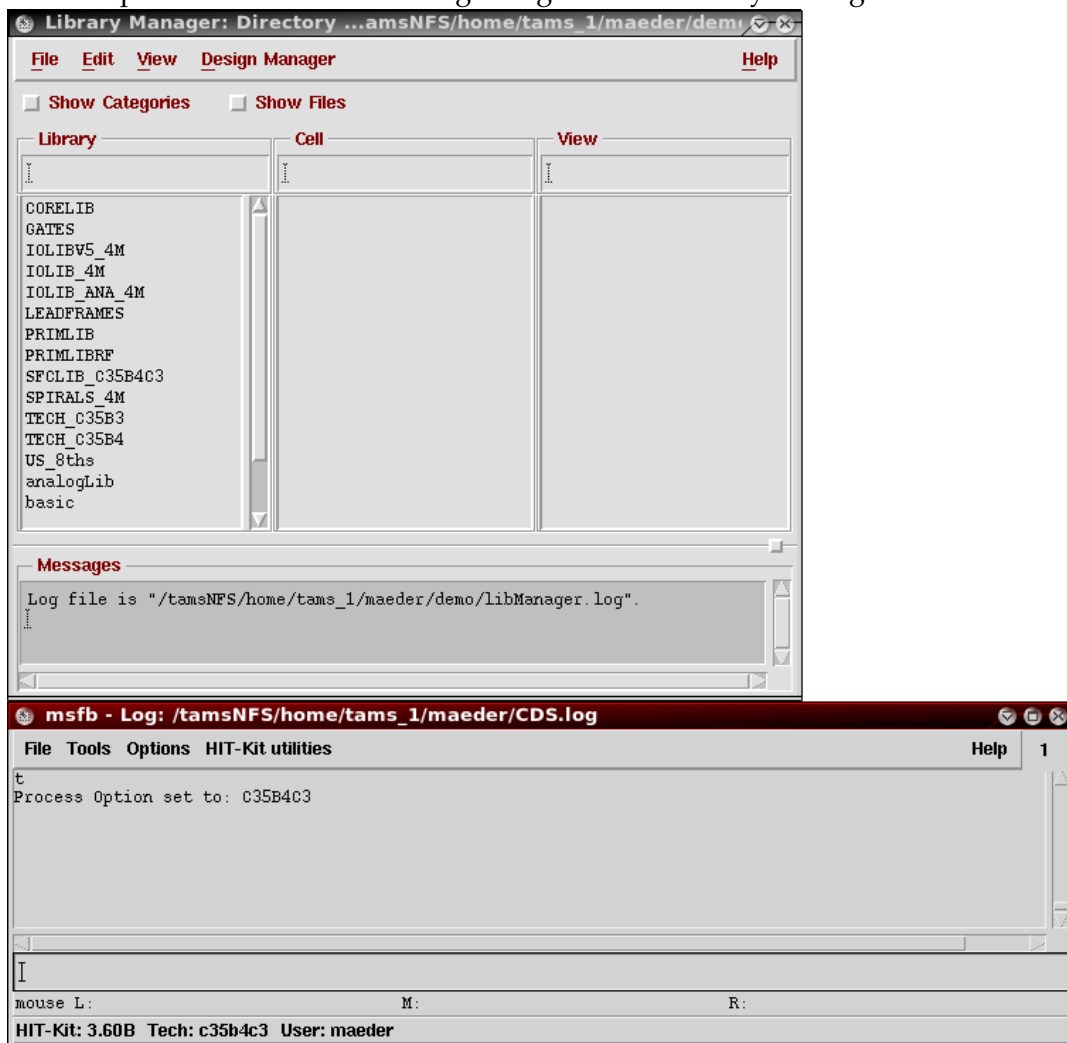 Library Manager: Directory ...amsNFS/home/tams_1/maeder/dem
File Edit View Design Manager Help
Show Categories Show Files
Library Cell View
CORELIB
GATES
IOLIBV5_4M
IOLIB_4M
IOLIB_ANA_4M
LEADFRAMES
PRIMLIB
PRIMLIBRF
SFCLIB_C35B4C3
SPIRALS_4M
TECH_C35B3
TECH_C35B4
US_8ths
analogLib
basic
Messages
Log file is "/tamsNFS/home/tams_1/maeder/demo/libManager.log".
msfb - Log: /tamsNFS/home/tams_1/maeder/CDS.log
File Tools Options HIT-Kit utilities Help 1
t
Process Option set to: C35B4C3
mouse L: M: R:
HIT-Kit: 3.60B Tech: c35b4c3 User: maeder